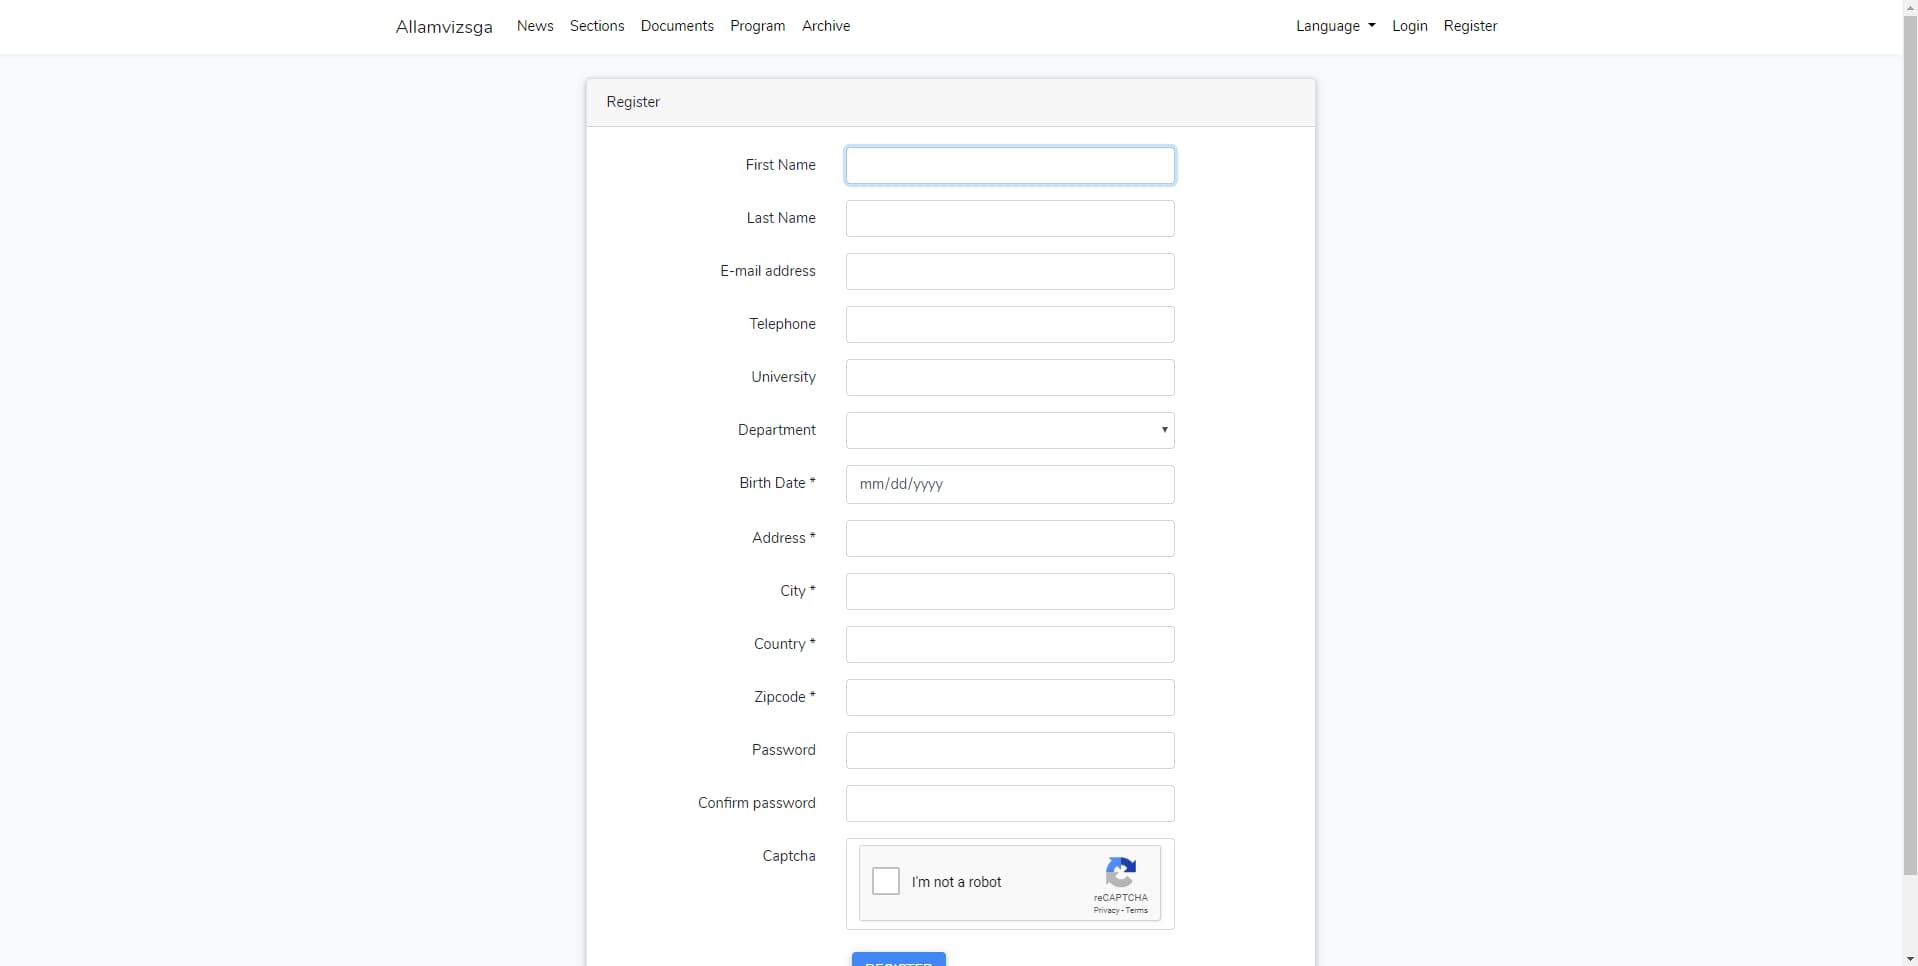 Allamvizsga News Sections Documents Program Archive Language Login Register
Register
First Name
Last Name
E-mail address
Telephone
University
Department
Birth Date * mm/dd/yyyy
Address *
City *
Country *
Zipcode *
Password
Confirm password
Captcha
I'm not a robot
reCAPTCHA
Privacy - Terms
REGISTER